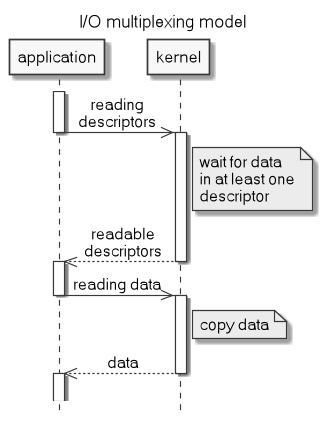 I/O multiplexing model
application
kernel
reading
descriptors
wait for data
in at least one
descriptor
readable
descriptors
reading data
copy data
data